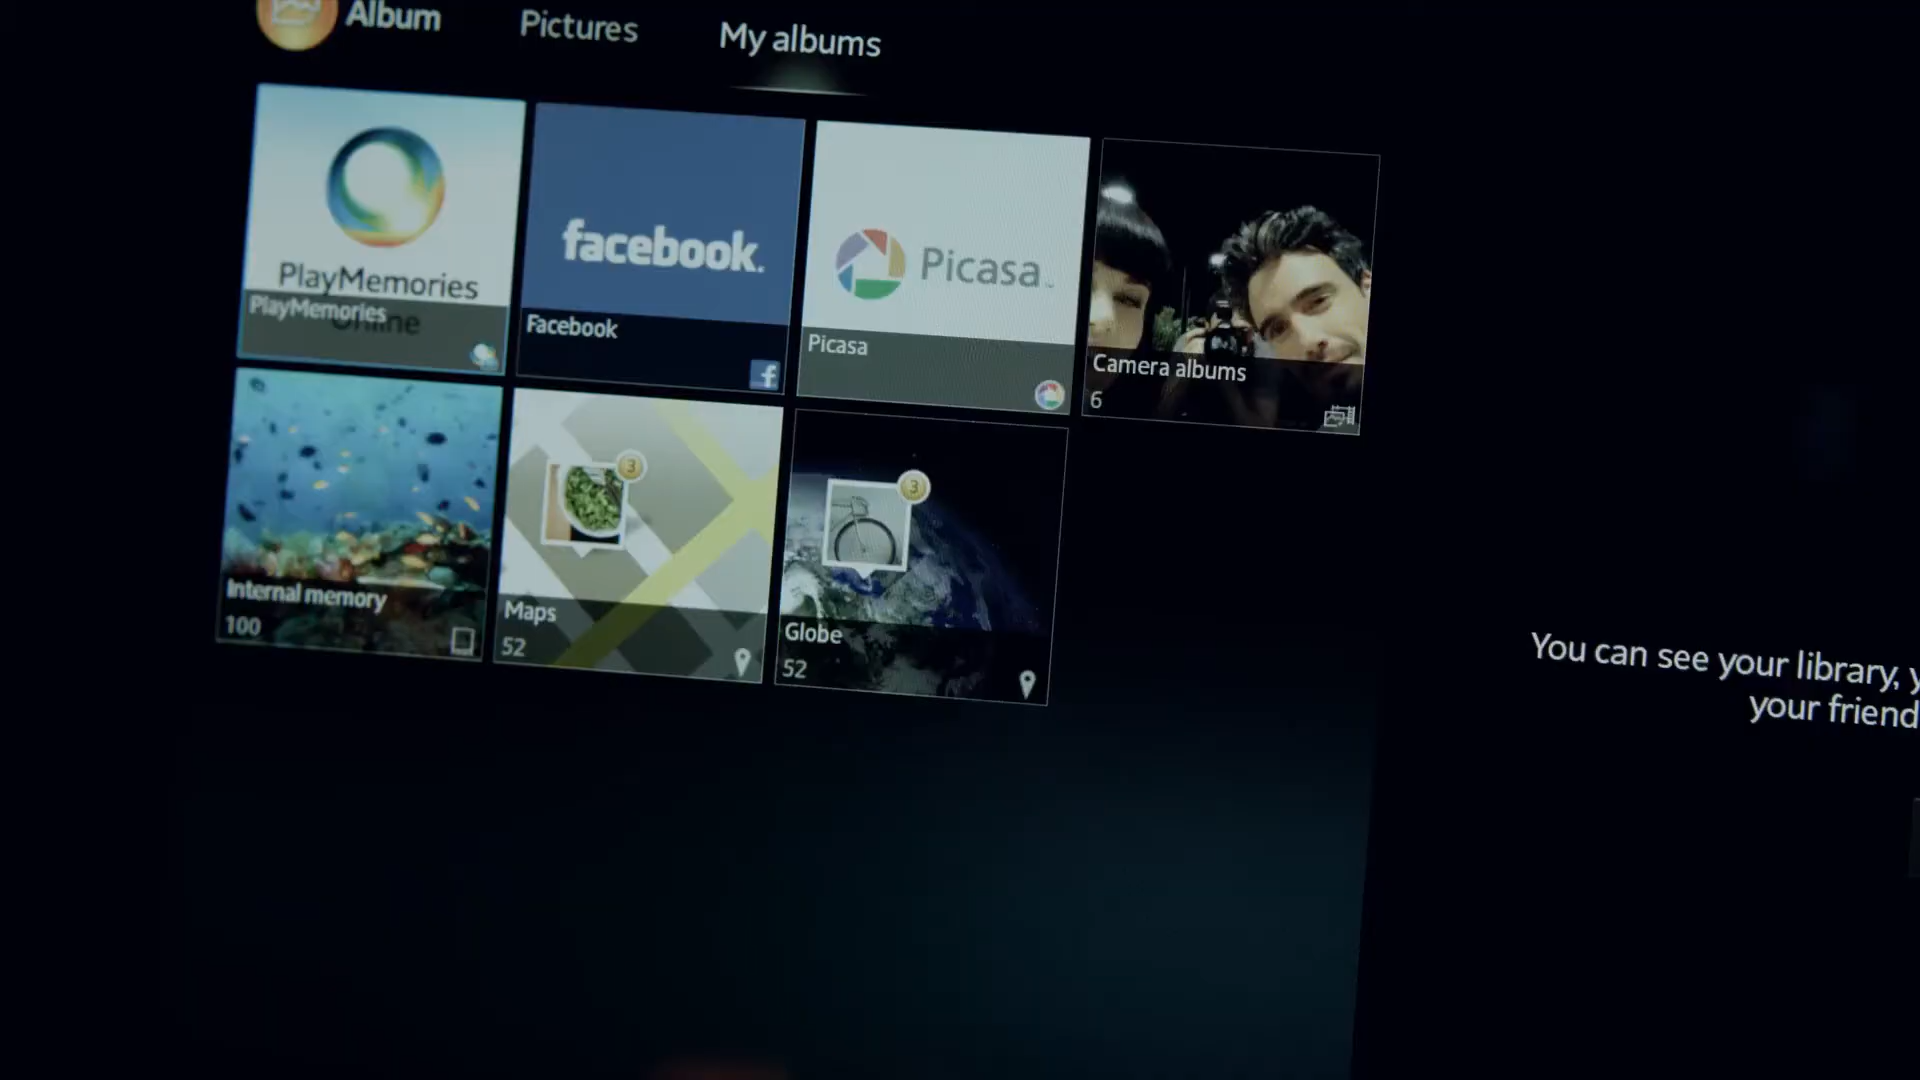 Album
Pictures
My albums
PlayMemories
Online
PlayMemories
facebook.
Facebook
f
Picasa
Picasa
Camera albums
6
Internal memory
100
3
Maps
52
3
Globe
52
You can see your library, y
your friend